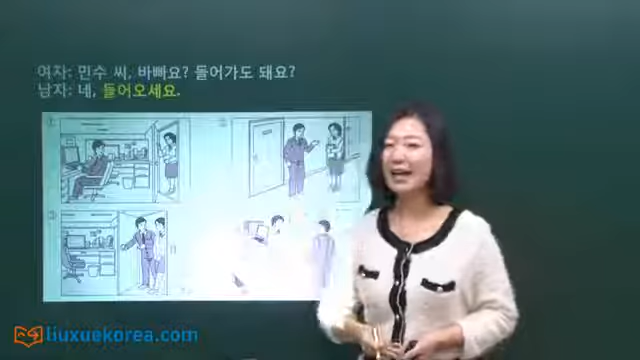 여자: 민수 씨, 바빠요? 들어가도 돼요?
남자: 네, 들어오세요.
liuxuekorea.com